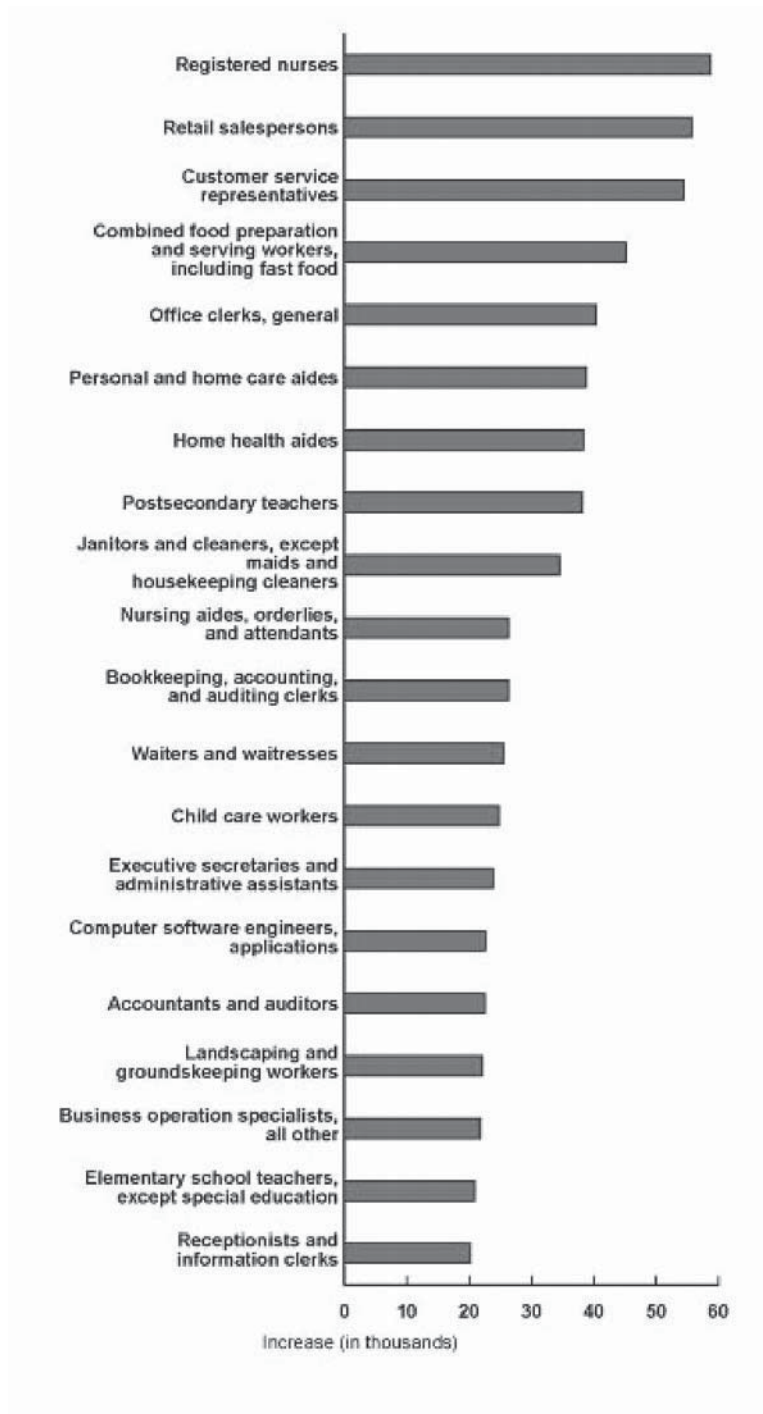 Registered nurses
Retail salespersons
Customer service
representatives
Combined food preparation
and serving workers,
including fast food
Office clerks, general
Personal and home care aides
Home health aides
Postsecondary teachers
Janitors and cleaners, except
maids and
housekeeping cleaners
Nursing aides, orderlies,
and attendants
Bookkeeping, accounting,
and auditing clerks
Waiters and waitresses
Child care workers
Executive secretaries and
administrative assistants
Computer software engineers,
applications
Accountants and auditors
Landscaping and
groundskeeping workers
Business operation specialists,
all other
Elementary school teachers,
except special education
Receptionists and
information clerks
0 10 20 30 40 50 60
Increase (in thousands)